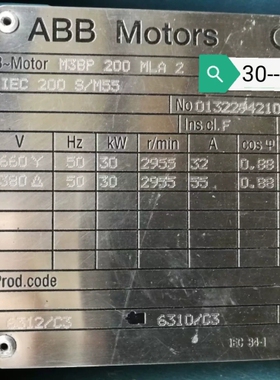 ABB Motors
30--
~Motor M3BP 200 MLA 2
IEC 200 S/M55
No.
Ins.cl.F
V Hz kW r/min A cos φ
660 Y 50 30 2955 32 0.88
380 Δ 50 30 2955 55 0.88
Prod.code
6312/C3 6310/C3
IEC 34-1